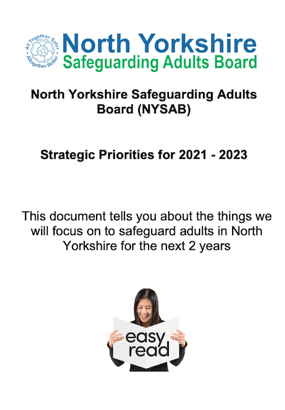 North Yorkshire
Safeguarding Adults Board
North Yorkshire Safeguarding Adults
Board (NYSAB)
Strategic Priorities for 2021 - 2023
This document tells you about the things we
will focus on to safeguard adults in North
Yorkshire for the next 2 years
easy
read